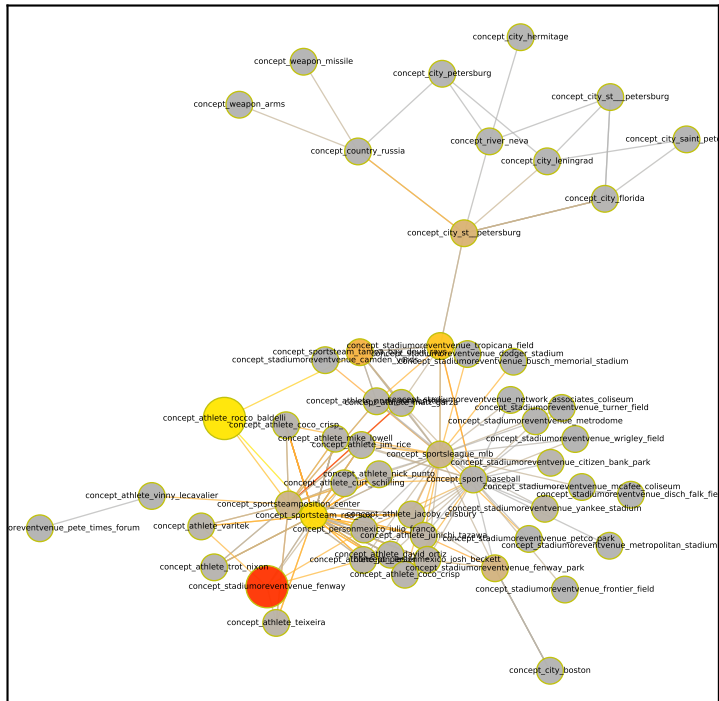 concept_city_hermitage
concept_weapon_missile
concept_city_petersburg
concept_weapon_arms
concept_city_st__petersburg
concept_country_russia
concept_river_neva
concept_city_saint_pete
concept_city_leningrad
concept_city_florida
concept_city_st__petersburg
concept_stadiumoreventvenue_tropicana_field
concept_stadiumoreventvenue_dodger_stadium
concept_stadiumoreventvenue_busch_memorial_stadium
concept_stadiumoreventvenue_network_associates_coliseum
concept_stadiumoreventvenue_turner_field
concept_athlete_rocco_baldelli
concept_athlete_coco_crisp
concept_stadiumoreventvenue_metrodome
concept_athlete_mike_lowell
concept_athlete_jim_rice
concept_stadiumoreventvenue_wrigley_field
concept_sportsleague_mlb
concept_stadiumoreventvenue_citizen_bank_park
concept_athlete_nick_punto
concept_sport_baseball
concept_athlete_curt_schilling
concept_stadiumoreventvenue_mcafee_coliseum
concept_athlete_vinny_lecavalier
concept_stadiumoreventvenue_disch_falk_fie
concept_sportsteamposition_center
concept_stadiumoreventvenue_yankee_stadium
concept_athlete_jacoby_ellsbury
concept_sportsteam_red_sox
oreventvenue_pete_times_forum
concept_athlete_varitek
concept_personmexico_julio_franco
concept_athlete_junichi_tazawa
concept_stadiumoreventvenue_petco_park
concept_stadiumoreventvenue_metropolitan_stadium
concept_athlete_david_ortiz
concept_athlete_trot_nixon
concept_stadiumoreventvenue_fenway_park
concept_athlete_coco_crisp
concept_stadiumoreventvenue_fenway
concept_stadiumoreventvenue_frontier_field
concept_athlete_teixeira
concept_city_boston